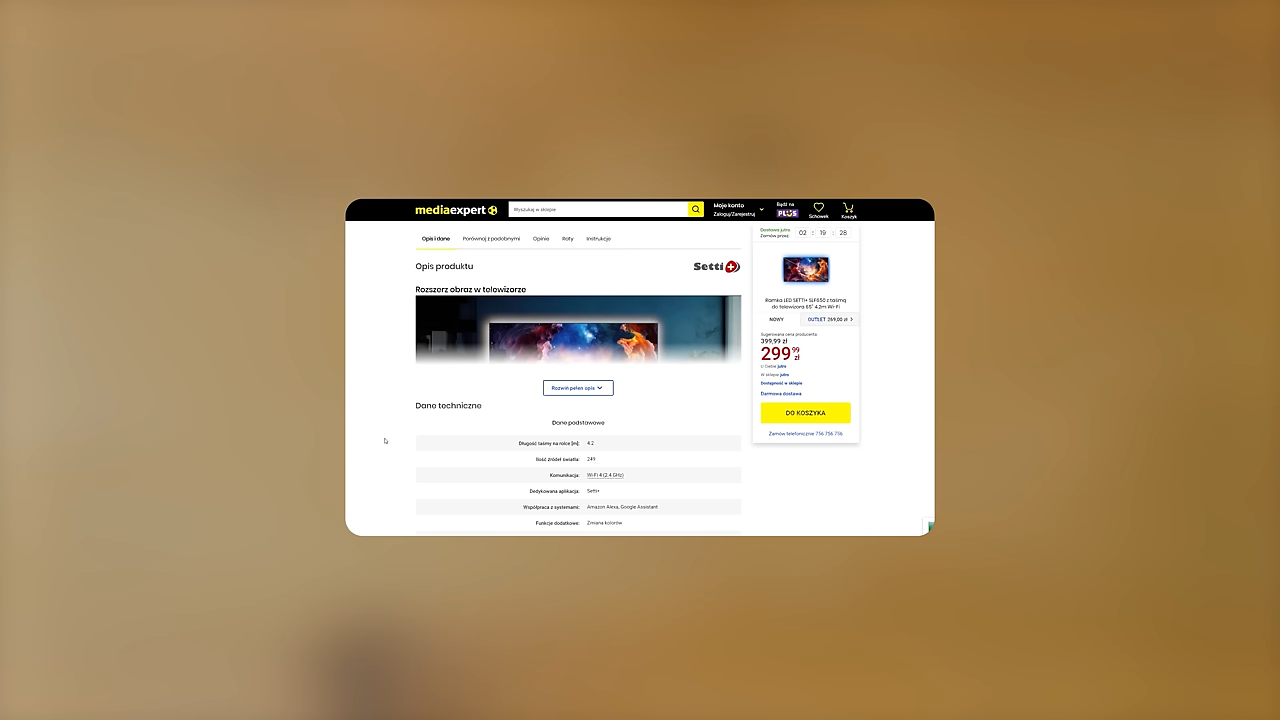 mediaexpert
Wyszukaj w sklepie
Moje konto
Zaloguj/Zarejestruj
Bądź na
PLUS
Schowek
Koszyk
Opis i dane
Porównaj z podobnymi
Opinie
Raty
Instrukcje
Opis produktu
Setti+
Rozszerz obraz w telewizorze
Rozwiń pełen opis
Dane techniczne
Dane podstawowe
Długość taśmy na rolce [m]: 4.2
Ilość źródeł światła: 249
Komunikacja: Wi-Fi 4 (2.4 GHz)
Dedykowana aplikacja: Setti+
Współpraca z systemami: Amazon Alexa, Google Assistant
Funkcje dodatkowe: Zmiana kolorów
Dostawa jutro
Zamów przez:
02 : 19 : 28
Ramka LED SETTI+ SLF650 z taśmą
do telewizora 65" 4.2m Wi-Fi
NOWY
OUTLET 269,00 zł
Sugerowana cena producenta
399,99 zł
299 99 zł
U Ciebie jutro
W sklepie jutro
Dostępność w sklepie
Darmowa dostawa
DO KOSZYKA
Zamów telefonicznie 756 756 756